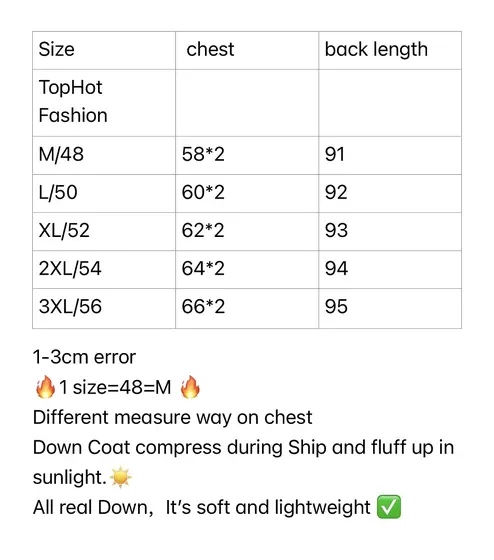 Size chest back length
TopHot
Fashion
M/48 58*2 91
L/50 60*2 92
XL/52 62*2 93
2XL/54 64*2 94
3XL/56 66*2 95
1-3cm error
🔥1 size=48=M 🔥
Different measure way on chest
Down Coat compress during Ship and fluff up in
sunlight.☀️
All real Down，It's soft and lightweight ✅